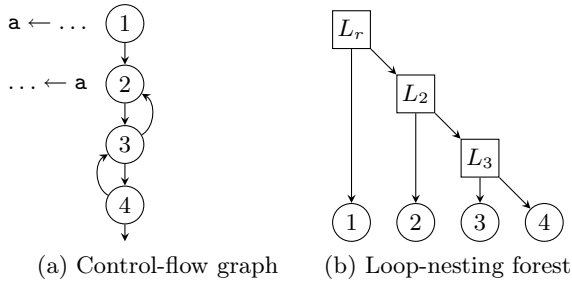 a ← ... 1
... ← a 2
3
4
L_r
L_2
L_3
1 2 3 4
(a) Control-flow graph
(b) Loop-nesting forest